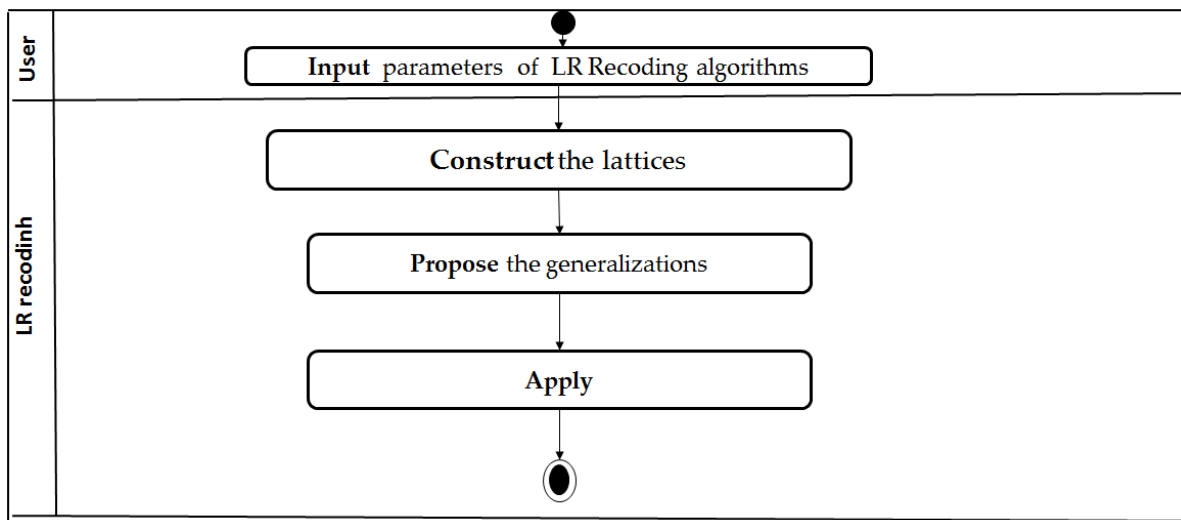 User
Input parameters of LR Recoding algorithms
LR recodinh
Construct the lattices
Propose the generalizations
Apply